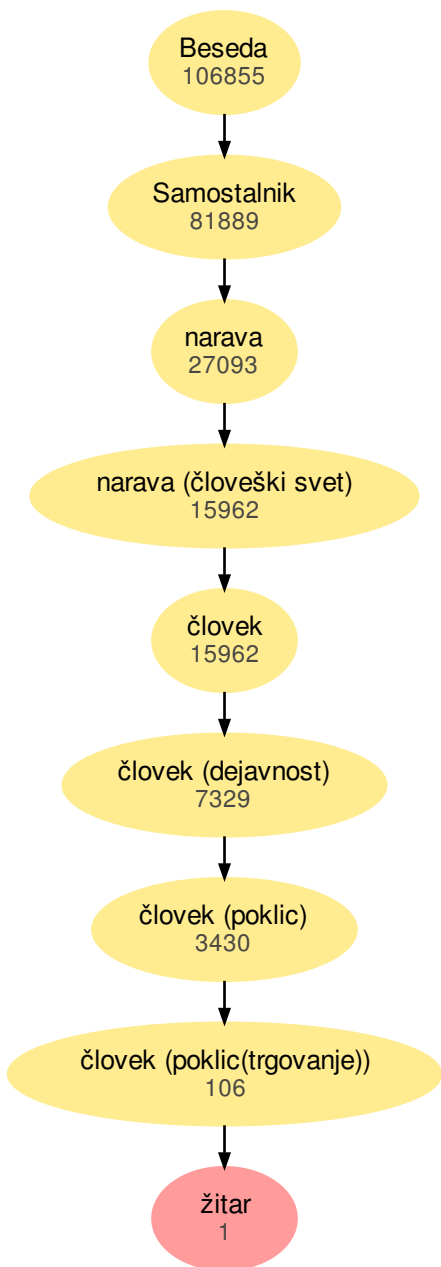 Beseda
106855
Samostalnik
81889
narava
27093
narava (človeški svet)
15962
človek
15962
človek (dejavnost)
7329
človek (poklic)
3430
človek (poklic(trgovanje))
106
žitar
1